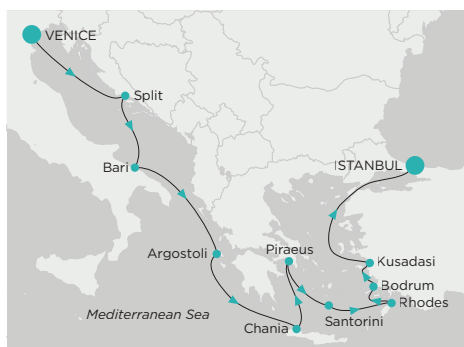 VENICE
Split
Bari
ISTANBUL
Argostoli
Piraeus
Kusadasi
Bodrum
Rhodes
Santorini
Chania
Mediterranean Sea